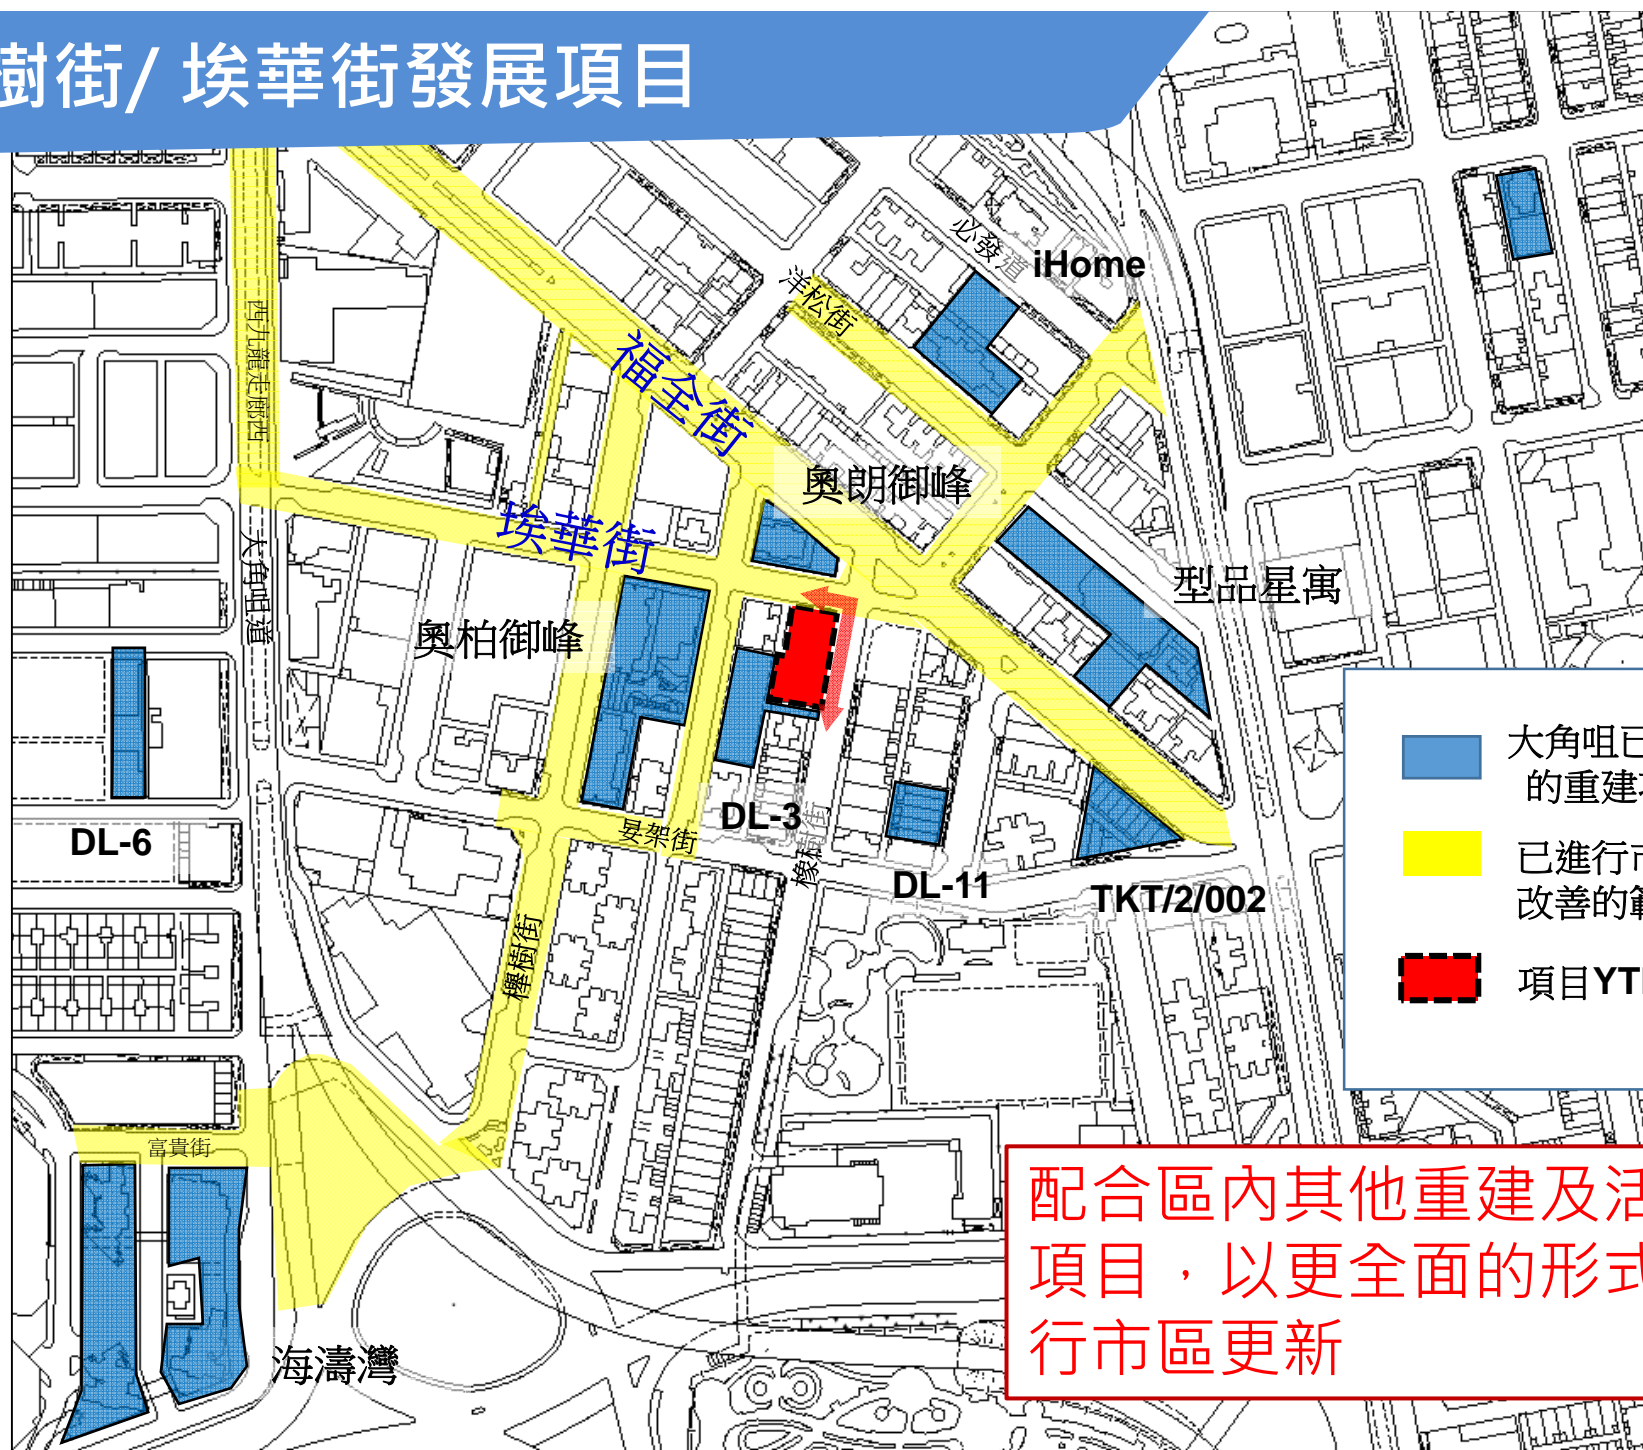 樹街/ 埃華街發展項目
必發道
iHome
洋松街
西九龍走廊西
福全街
奧朗御峰
埃華街
大角咀道
型品星寓
奧柏御峰
大角咀已
的重建
DL-3
晏架街
橡樹街
DL-6
已進行
改善的
DL-11
TKT/2/002
櫸樹街
項目YT
富貴街
配合區內其他重建及活
項目，以更全面的形式
行市區更新
海濤灣